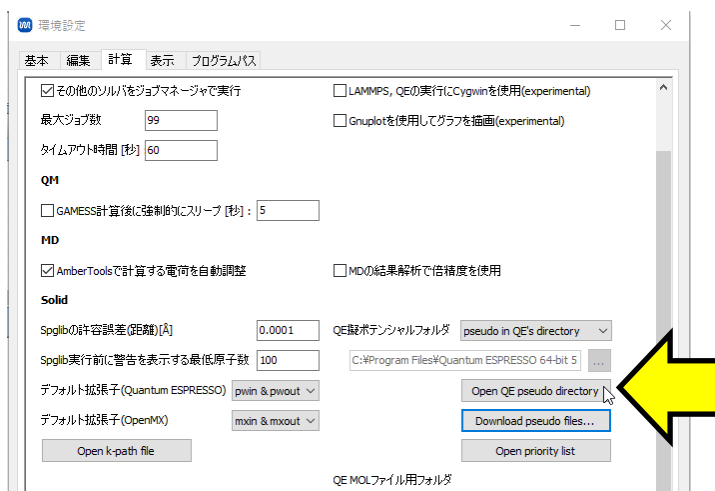 環境設定
基本 編集 計算 表示 プログラムパス
その他のソルバをジョブマネージャで実行 LAMMPS, QEの実行にCygwinを使用(experimental)
最大ジョブ数 99 Gnuplotを使用してグラフを描画(experimental)
タイムアウト時間 [秒] 60
QM
GAMESS計算後に強制的にスリープ [秒] : 5
MD
AmberToolsで計算する電荷を自動調整 MDの結果解析で倍精度を使用
Solid
Spglibの許容誤差(距離)[Å] 0.0001 QE擬ポテンシャルフォルダ pseudo in QE's directory
Spglib実行前に警告を表示する最低原子数 100 C:¥Program Files¥Quantum ESPRESSO 64-bit 5 ...
デフォルト拡張子(Quantum ESPRESSO) pwin & pwout Open QE pseudo directory
デフォルト拡張子(OpenMX) mxin & mxout Download pseudo files...
Open k-path file Open priority list
QE MOLファイル用フォルダ